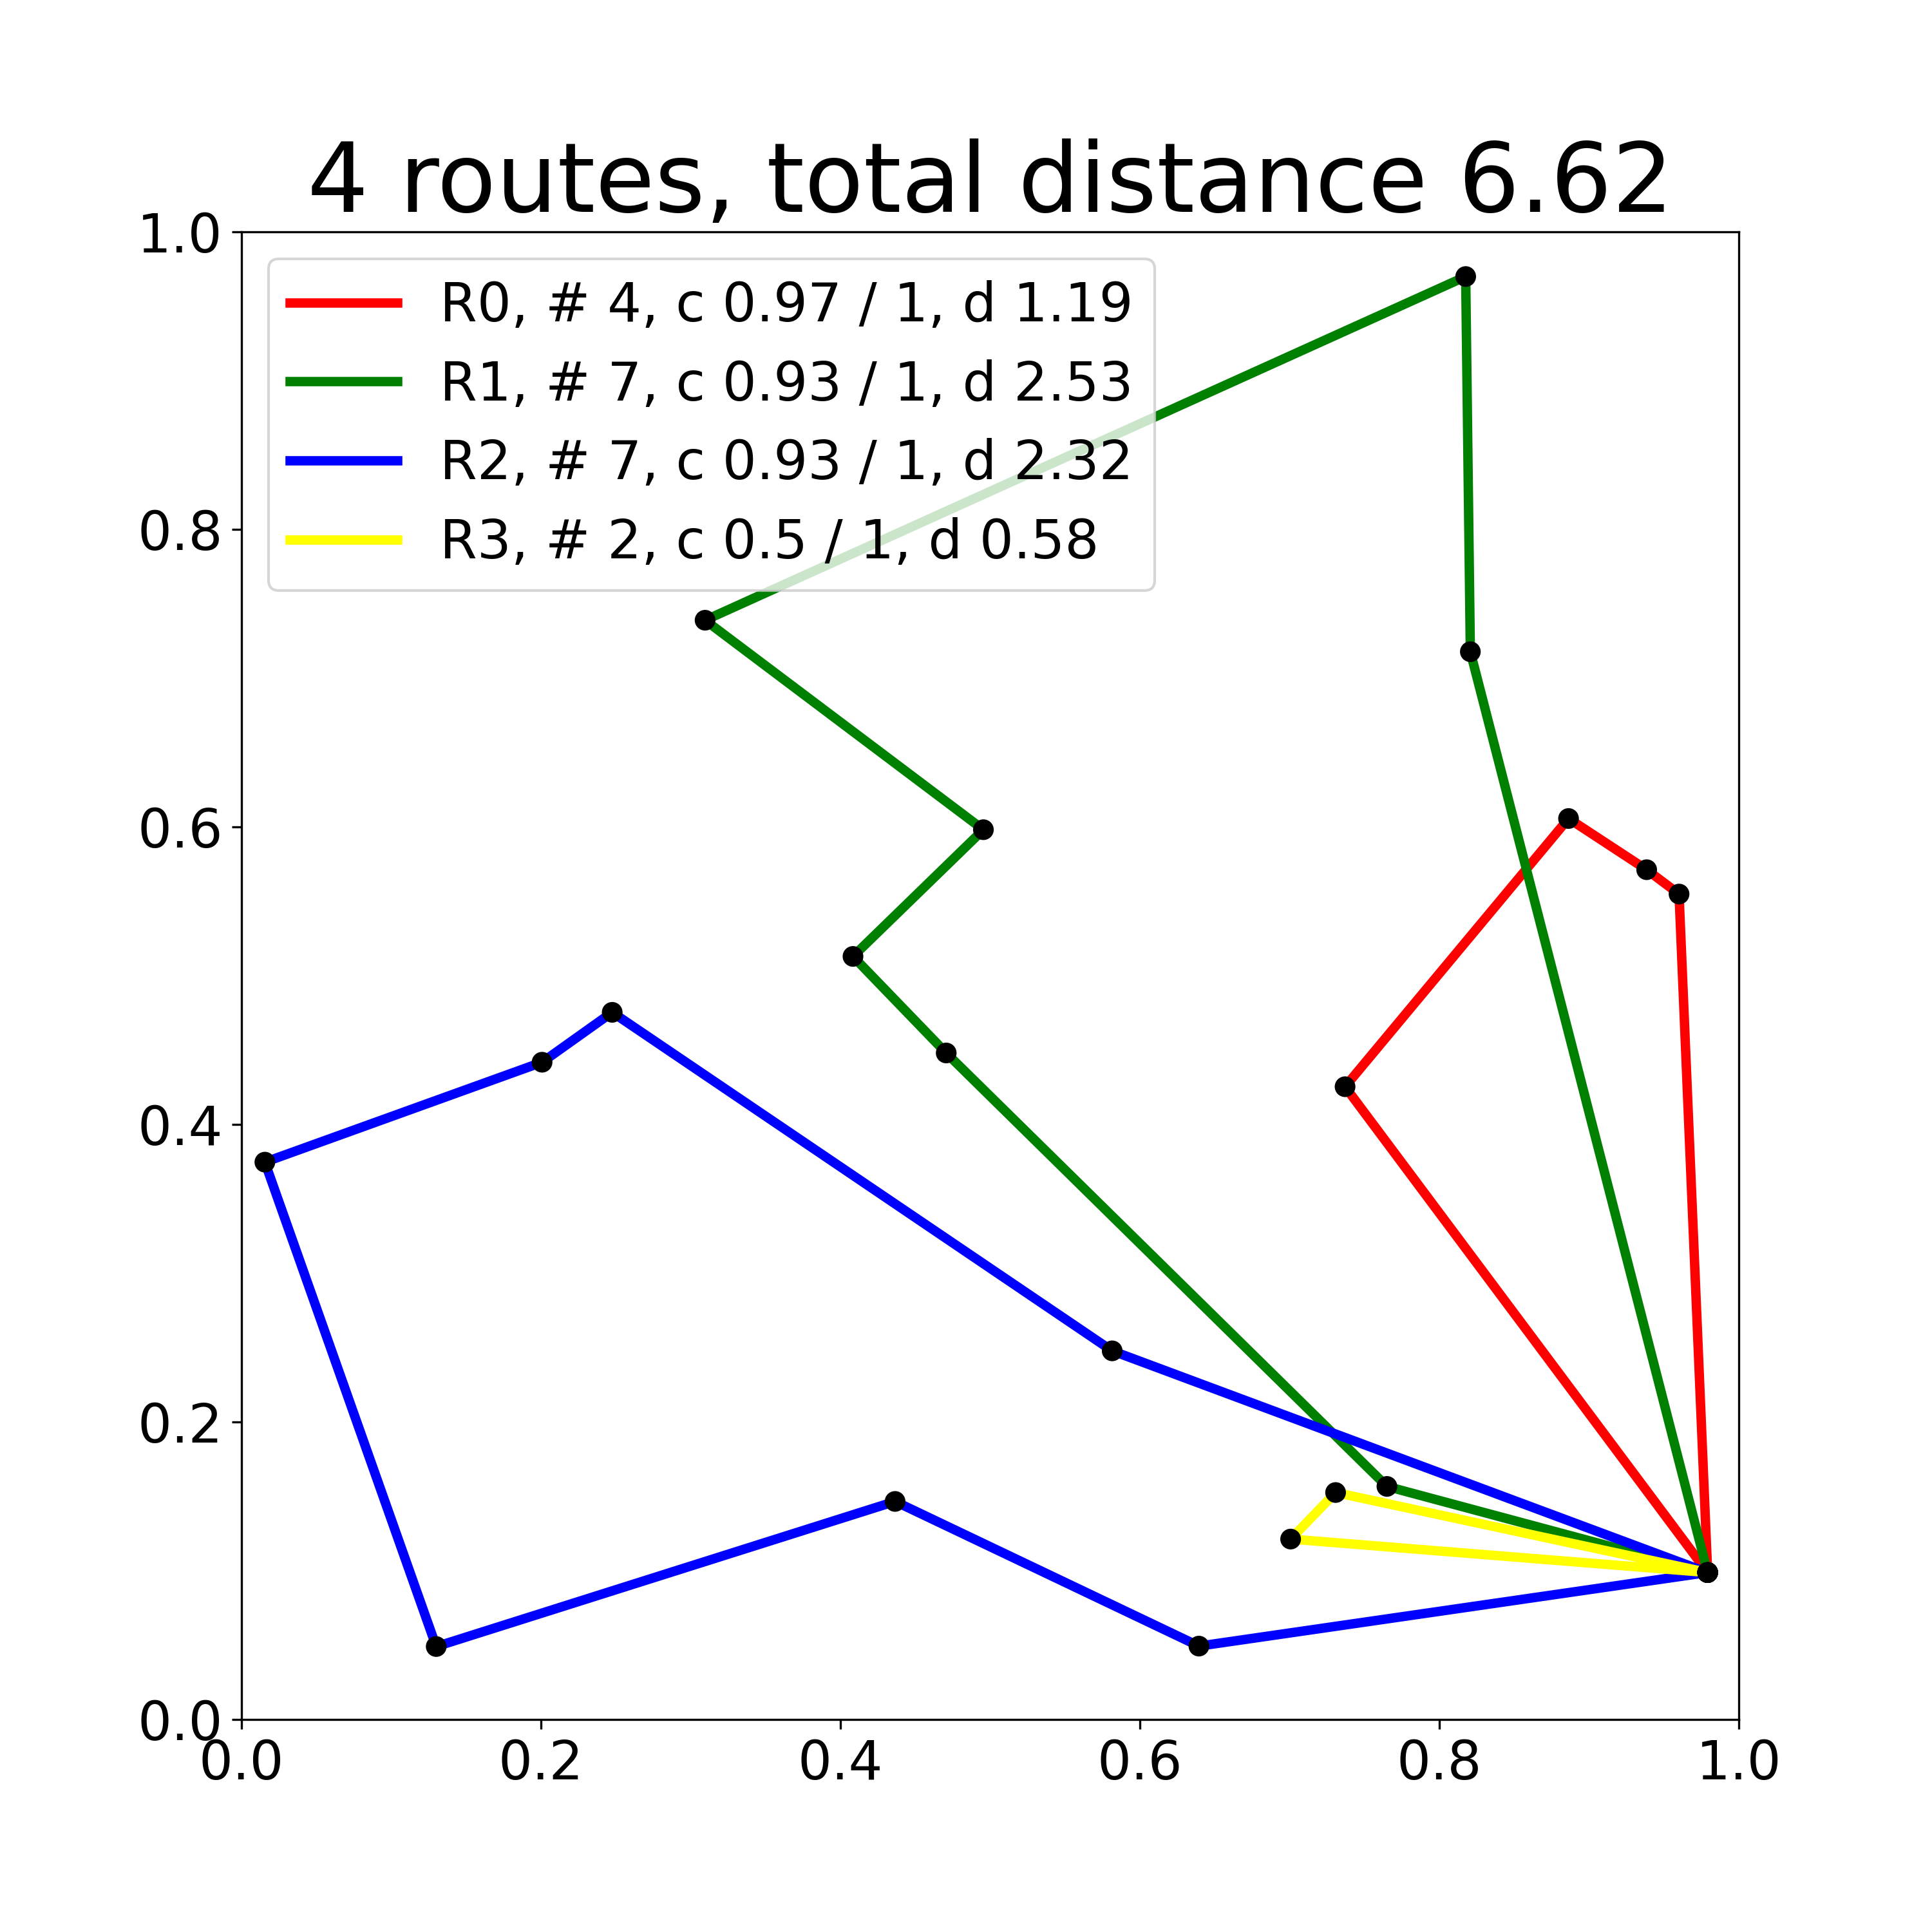 4 routes, total distance 6.62
R0, # 4, c 0.97 / 1, d 1.19
R1, # 7, c 0.93 / 1, d 2.53
R2, # 7, c 0.93 / 1, d 2.32
R3, # 2, c 0.5 / 1, d 0.58
1.0
0.8
0.6
0.4
0.2
0.0
0.0 0.2 0.4 0.6 0.8 1.0